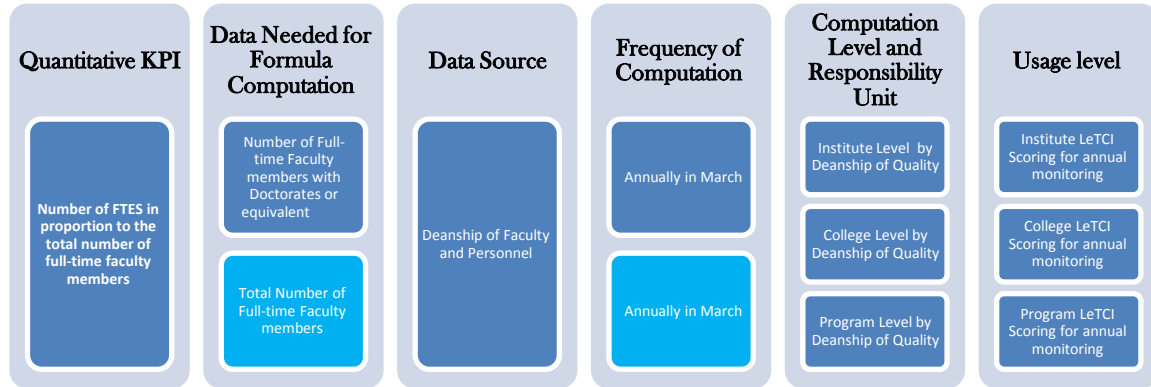 Quantitative KPI
Number of FTES in
proportion to the
total number of
full-time faculty
members
Data Needed for
Formula
Computation
Number of Full-
time Faculty
members with
Doctorates or
equivalent
Total Number of
Full-time Faculty
members
Data Source
Deanship of Faculty
and Personnel
Frequency of
Computation
Annually in March
Annually in March
Computation
Level and
Responsibility
Unit
Institute Level by
Deanship of Quality
College Level by
Deanship of Quality
Program Level by
Deanship of Quality
Usage level
Institute LeTCI
Scoring for annual
monitoring
College LeTCI
Scoring for annual
monitoring
Program LeTCI
Scoring for annual
monitoring